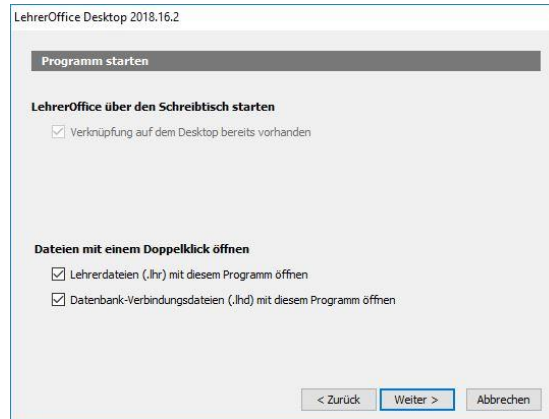 LehrerOffice Desktop 2018.16.2
Programm starten
LehrerOffice über den Schreibtisch starten
Verknüpfung auf dem Desktop bereits vorhanden
Dateien mit einem Doppelklick öffnen
Lehrerdateien (.lhr) mit diesem Programm öffnen
Datenbank-Verbindungsdateien (.lhd) mit diesem Programm öffnen
< Zurück Weiter > Abbrechen